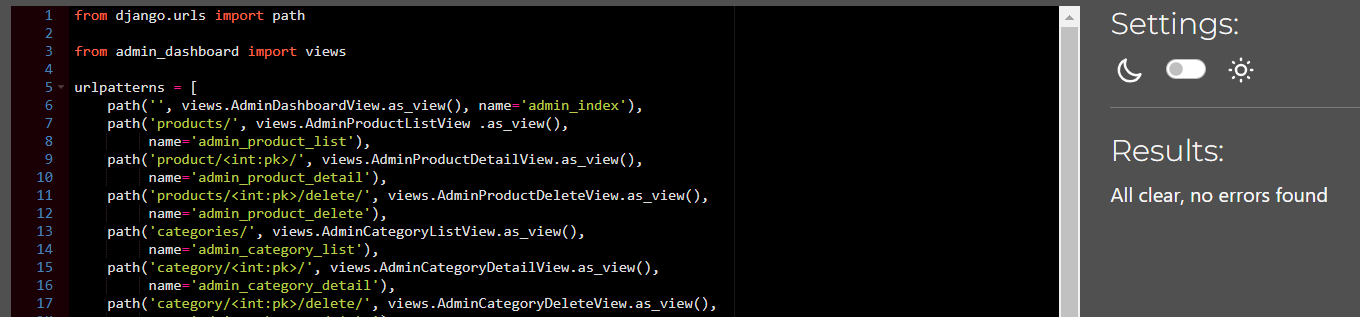 1 from django.urls import path
2
3 from admin_dashboard import views
4
5 urlpatterns = [
6     path('', views.AdminDashboardView.as_view(), name='admin_index'),
7     path('products/', views.AdminProductListView .as_view(),
8          name='admin_product_list'),
9     path('product/<int:pk>/', views.AdminProductDetailView.as_view(),
10          name='admin_product_detail'),
11     path('products/<int:pk>/delete/', views.AdminProductDeleteView.as_view(),
12          name='admin_product_delete'),
13     path('categories/', views.AdminCategoryListView.as_view(),
14          name='admin_category_list'),
15     path('category/<int:pk>/', views.AdminCategoryDetailView.as_view(),
16          name='admin_category_detail'),
17     path('category/<int:pk>/delete/', views.AdminCategoryDeleteView.as_view(),
Settings:
Results:
All clear, no errors found